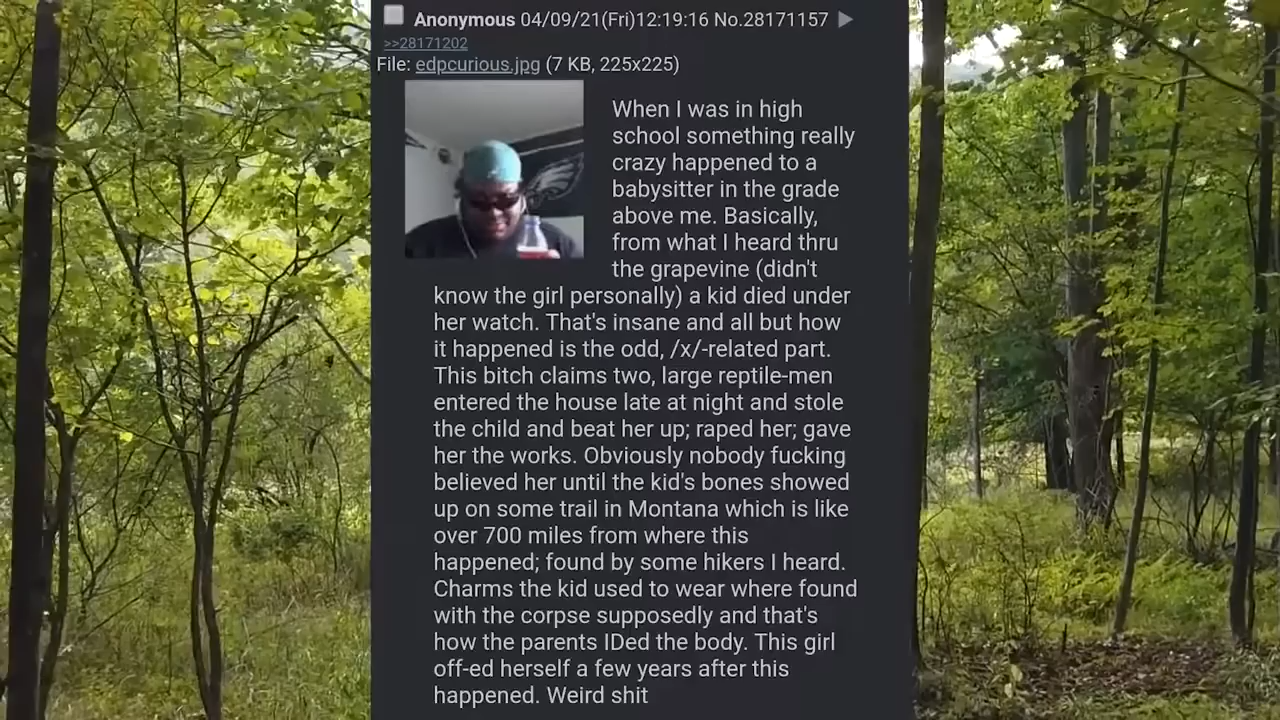 Anonymous 04/09/21(Fri)12:19:16 No.28171157 ▶
>>28171202
File: edpcurious.jpg (7 KB, 225x225)
When I was in high
school something really
crazy happened to a
babysitter in the grade
above me. Basically,
from what I heard thru
the grapevine (didn't
know the girl personally) a kid died under
her watch. That's insane and all but how
it happened is the odd, /x/-related part.
This bitch claims two, large reptile-men
entered the house late at night and stole
the child and beat her up; raped her; gave
her the works. Obviously nobody fucking
believed her until the kid's bones showed
up on some trail in Montana which is like
over 700 miles from where this
happened; found by some hikers I heard.
Charms the kid used to wear where found
with the corpse supposedly and that's
how the parents IDed the body. This girl
off-ed herself a few years after this
happened. Weird shit